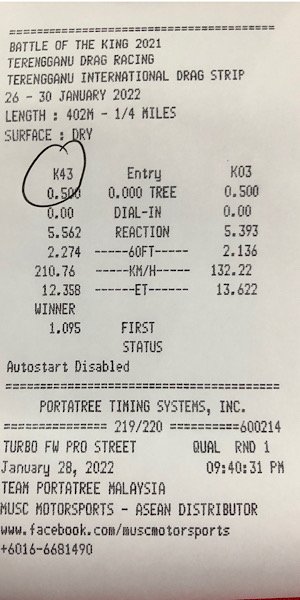 ========================================
BATTLE OF THE KING 2021
TERENGGANU DRAG RACING
TERENGGANU INTERNATIONAL DRAG STRIP
26 - 30 JANUARY 2022
LENGTH : 402M - 1/4 MILES
SURFACE : DRY
K43 Entry K03
0.500 0.000 TREE 0.500
0.00 DIAL-IN 0.00
5.562 REACTION 5.393
2.274 -----60FT----- 2.136
210.76 -----KM/H----- 132.22
12.358 ------ET------ 13.622
WINNER
1.095 FIRST
STATUS
Autostart Disabled
========================================
PORTATREE TIMING SYSTEMS, INC.
================ 219/220 ==========600214
TURBO FW PRO STREET QUAL RND 1
January 28, 2022 09:40:31 PM
TEAM PORTATREE MALAYSIA
MUSC MOTORSPORTS - ASEAN DISTRIBUTOR
www.facebook.com/muscmotorsports
+6016-6681490